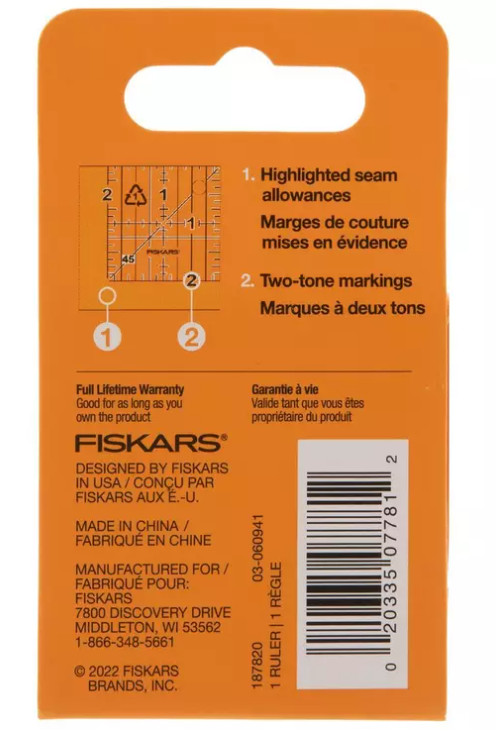 2 1
1
1
FISKARS
45
2
1 2
1. Highlighted seam
allowances
Marges de couture
mises en évidence
2. Two-tone markings
Marques à deux tons
Full Lifetime Warranty
Good for as long as you
own the product
Garantie à vie
Valide tant que vous êtes
propriétaire du produit
FISKARS®
DESIGNED BY FISKARS
IN USA / CONÇU PAR
FISKARS AUX É.-U.
MADE IN CHINA /
FABRIQUÉ EN CHINE
MANUFACTURED FOR /
FABRIQUÉ POUR:
FISKARS
7800 DISCOVERY DRIVE
MIDDLETON, WI 53562
1-866-348-5661
© 2022 FISKARS
BRANDS, INC.
187820 03-060941
1 RULER | 1 RÈGLE
0 20335 07781 2